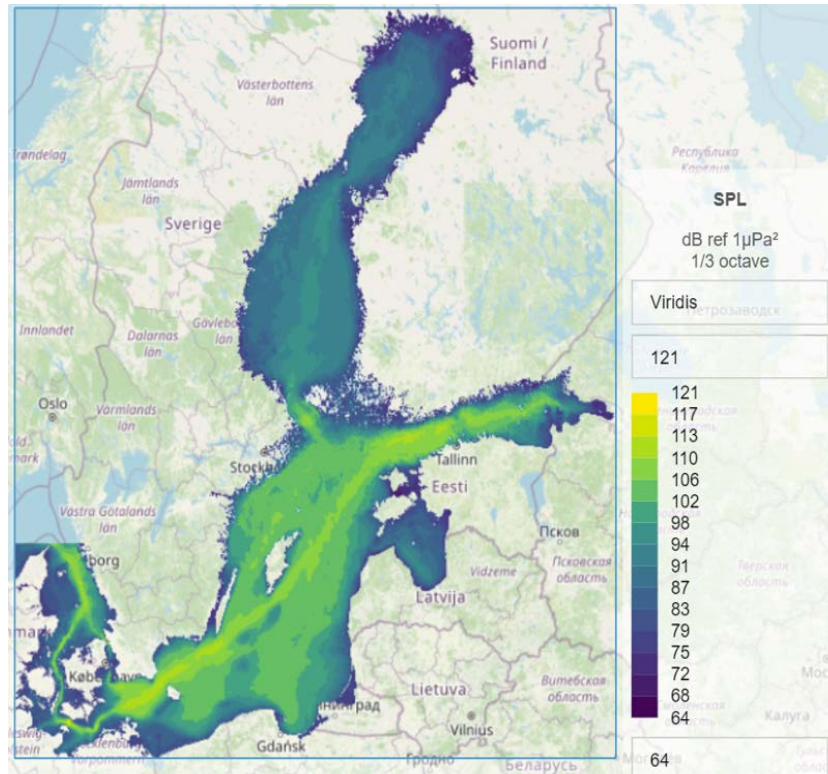 Suomi /
Finland
Västerbottens
län
Trøndelag
Jämtlands
län
Sverige
Республика
Карелия
SPL
dB ref 1µPa²
1/3 octave
Viridis
Петрозаводск
Innlandet
Dalarnas
län
län
121
Oslo
Värmlands
län
121
117
113
110
106
102
98
94
91
87
83
79
75
72
68
64
Tallinn
Eesti
Västra Götalands
län
Псков
Псковская
область
Тверская
область
borg
Vidzeme
Latvija
Lietuva
Витебская
область
Vilnius
Калуга
Gdańsk
Гродно
Беларусь
64